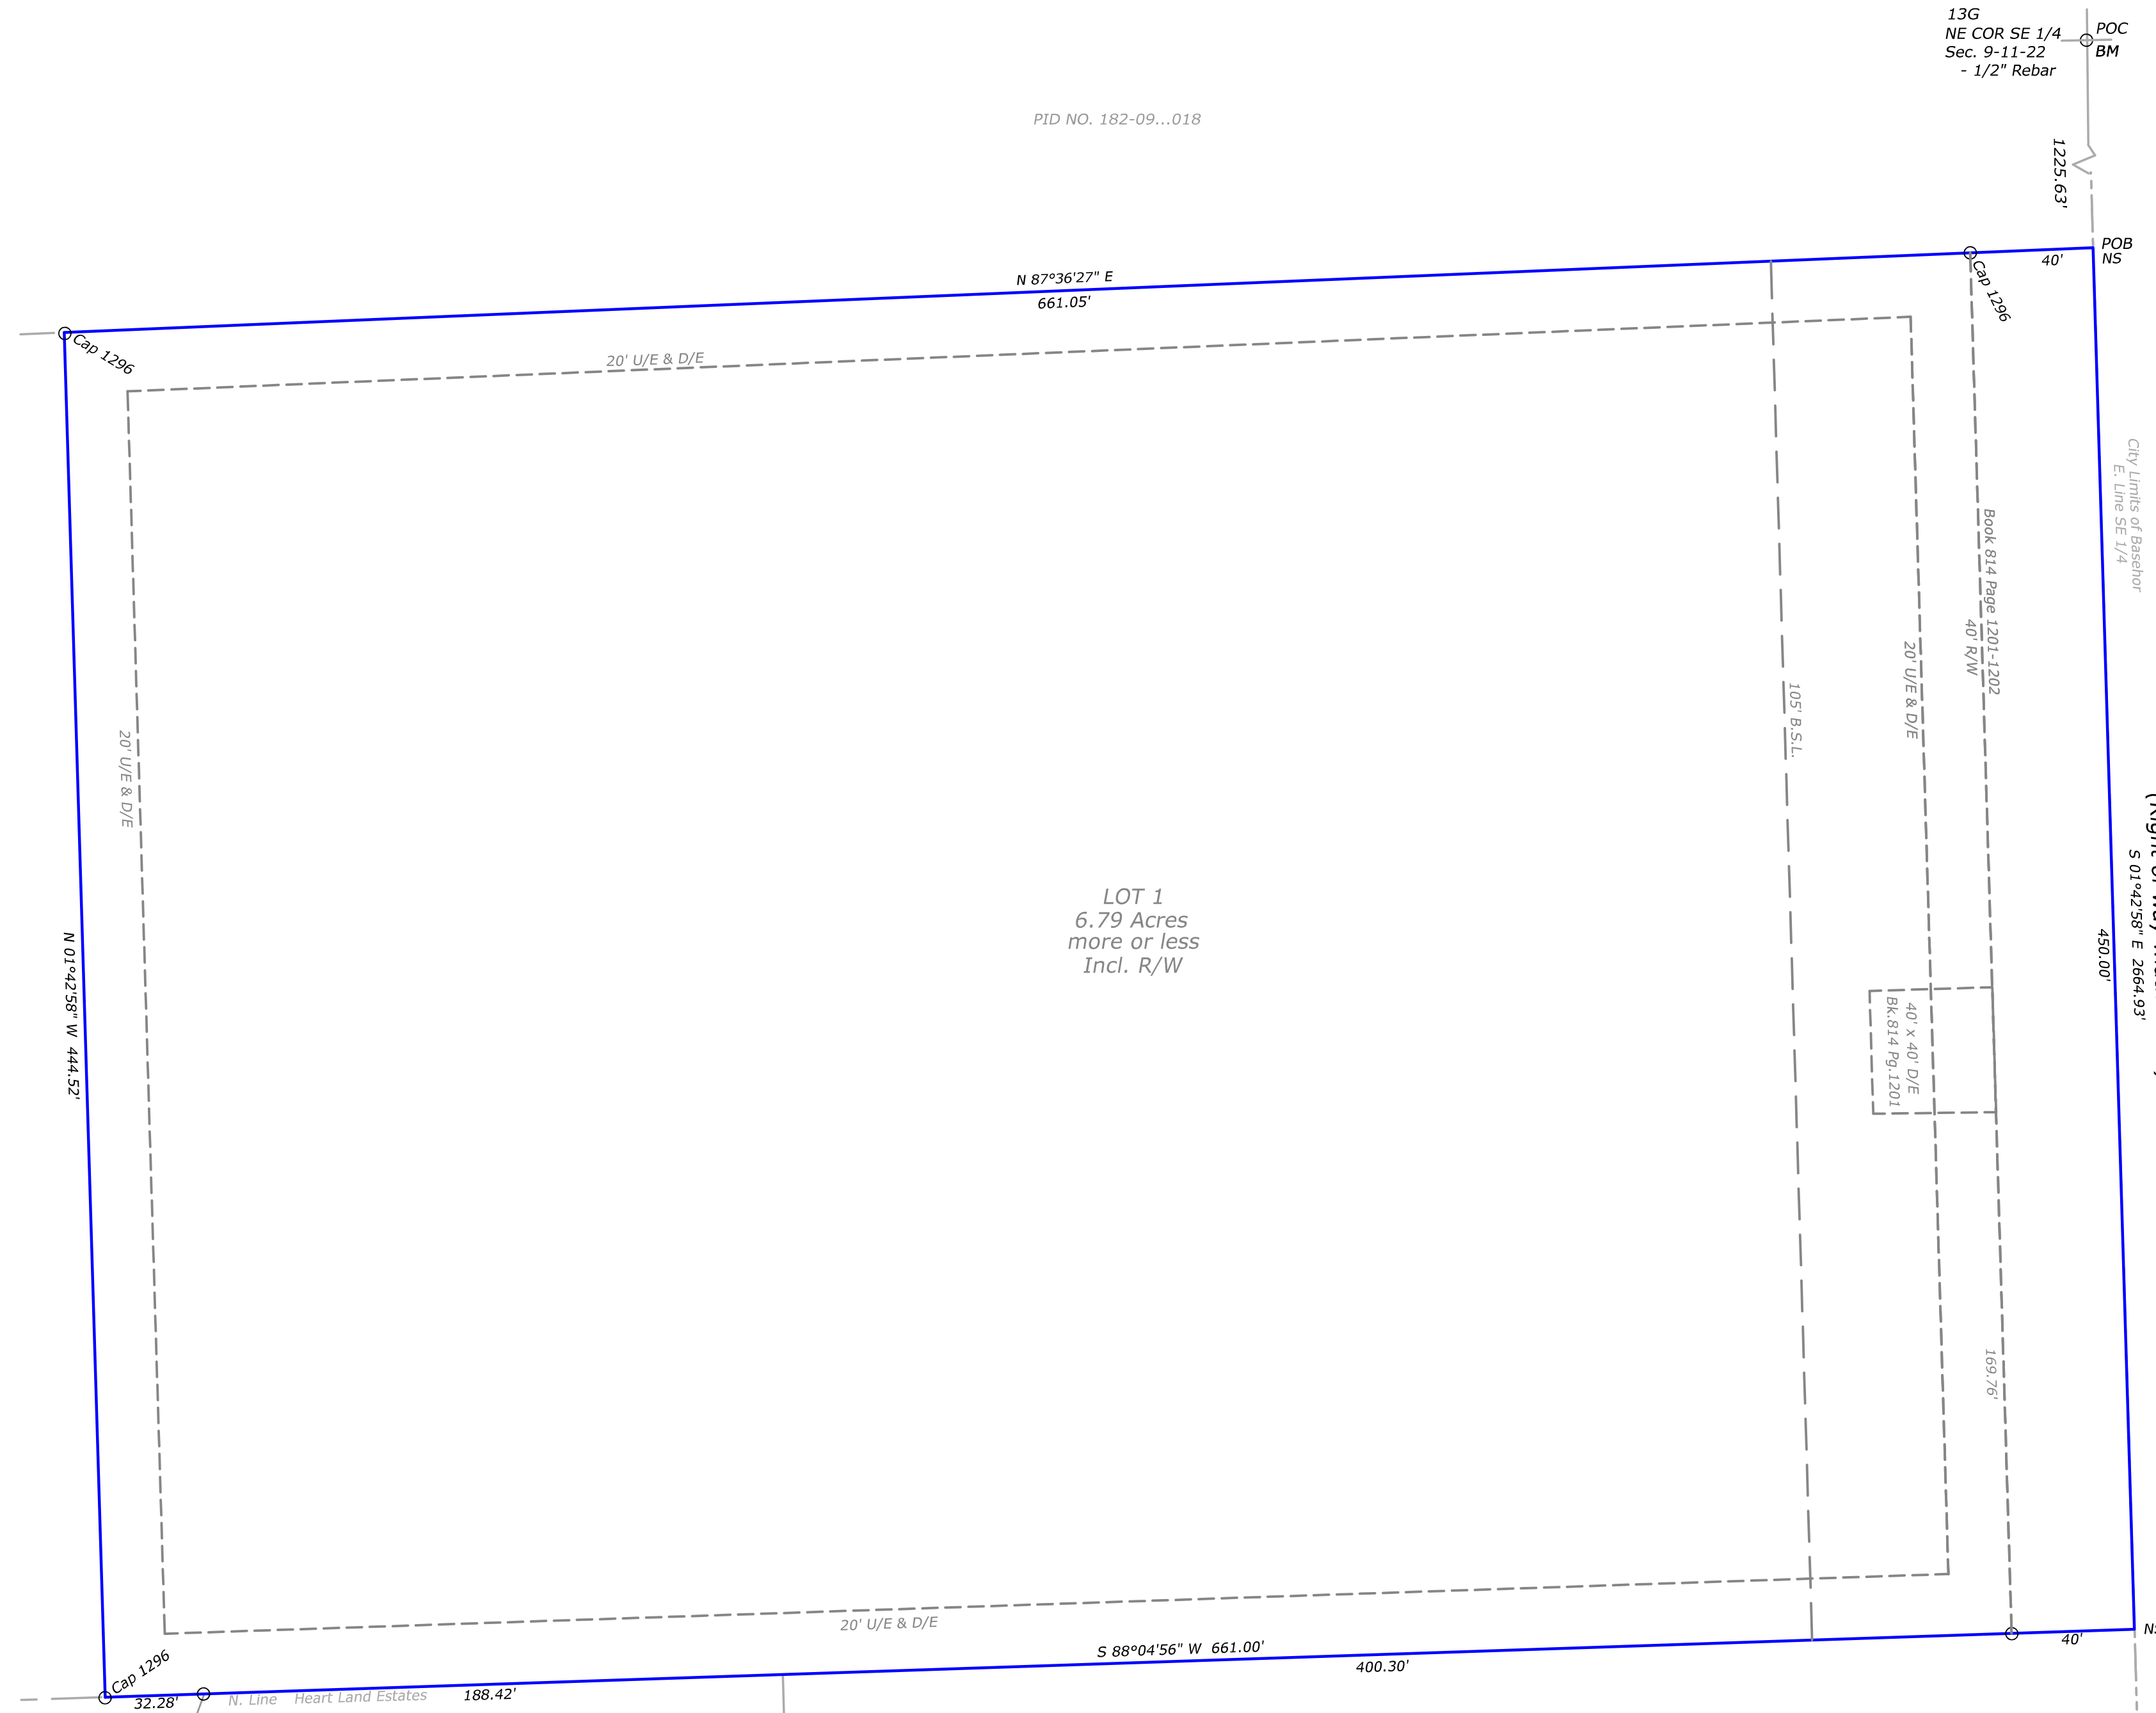 13G
NE COR SE 1/4
Sec. 9-11-22
- 1/2" Rebar
POC
BM
PID NO. 182-09...018
1225.63'
POB
NS
40'
Cap 1296
N 87°36'27" E
661.05'
Cap 1296
20' U/E & D/E
City Limits of Basehor
E. Line SE 1/4
Book 814 Page 1201-1202
40' R/W
20' U/E & D/E
105' B.S.L.
20' U/E & D/E
(Right of Way
S 01°42'58" E 2664.93'
450.00'
LOT 1
6.79 Acres
more or less
Incl. R/W
N 01°42'58" W 444.52'
40' x 40' D/E
Bk.814 Pg.1201
169.76'
20' U/E & D/E
S 88°04'56" W 661.00'
400.30'
40'
Cap 1296
32.28'
N. Line Heart Land Estates
188.42'